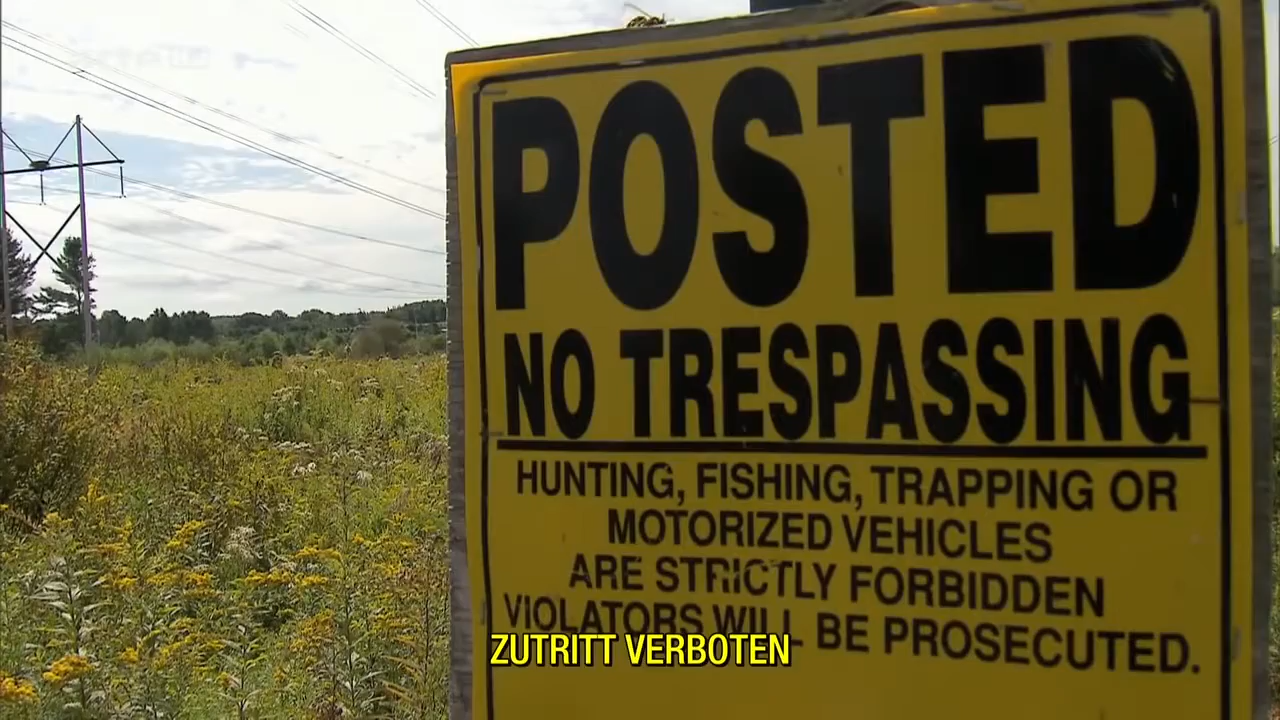 POSTED
NO TRESPASSING
HUNTING, FISHING, TRAPPING OR
MOTORIZED VEHICLES
ARE STRICTLY FORBIDDEN
VIOLATORS WILL BE PROSECUTED.
ZUTRITT VERBOTEN